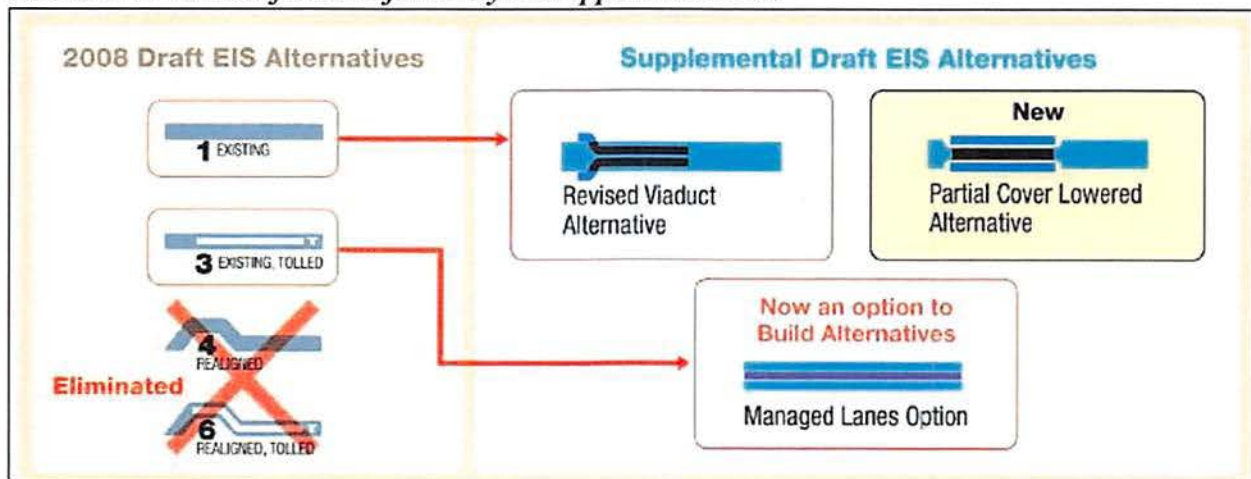 2008 Draft EIS Alternatives
1 EXISTING
3 EXISTING, TOLLED
T
4
REALIGNED
Eliminated
6
T
REALIGNED, TOLLED
Supplemental Draft EIS Alternatives
Revised Viaduct
Alternative
New
Partial Cover Lowered
Alternative
Now an option to
Build Alternatives
Managed Lanes Option